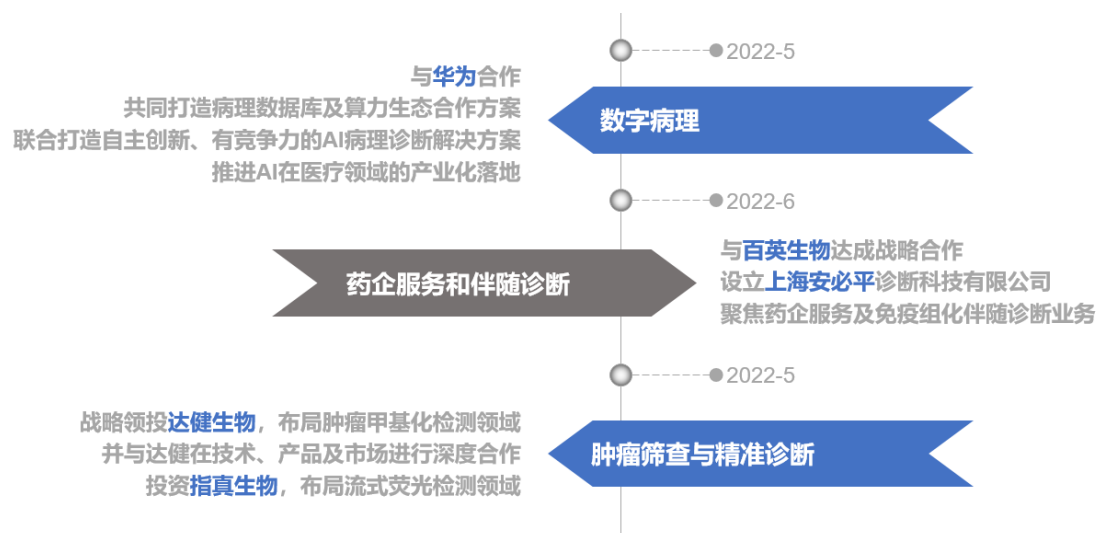 2022-5
数字病理
与华为合作
共同打造病理数据库及算力生态合作方案
联合打造自主创新、有竞争力的AI病理诊断解决方案
推进AI在医疗领域的产业化落地
2022-6
药企服务和伴随诊断
与百英生物达成战略合作
设立上海安必平诊断科技有限公司
聚焦药企服务及免疫组化伴随诊断业务
2022-5
肿瘤筛查与精准诊断
战略领投达健生物，布局肿瘤甲基化检测领域
并与达健在技术、产品及市场进行深度合作
投资指真生物，布局流式荧光检测领域